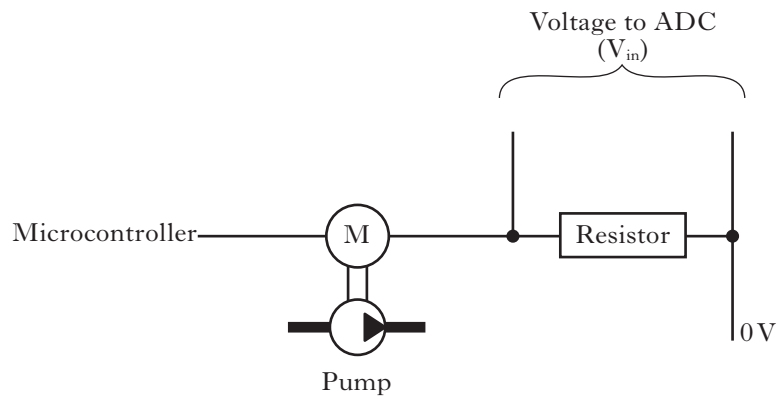 Voltage to ADC
(Vin)
Microcontroller
M
Resistor
0 V
Pump